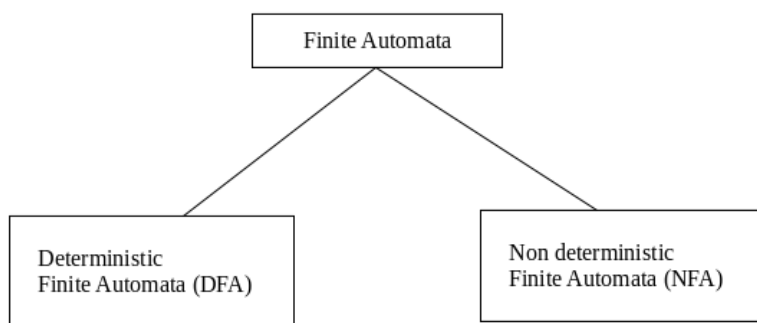 Finite Automata
Deterministic
Finite Automata (DFA)
Non deterministic
Finite Automata (NFA)